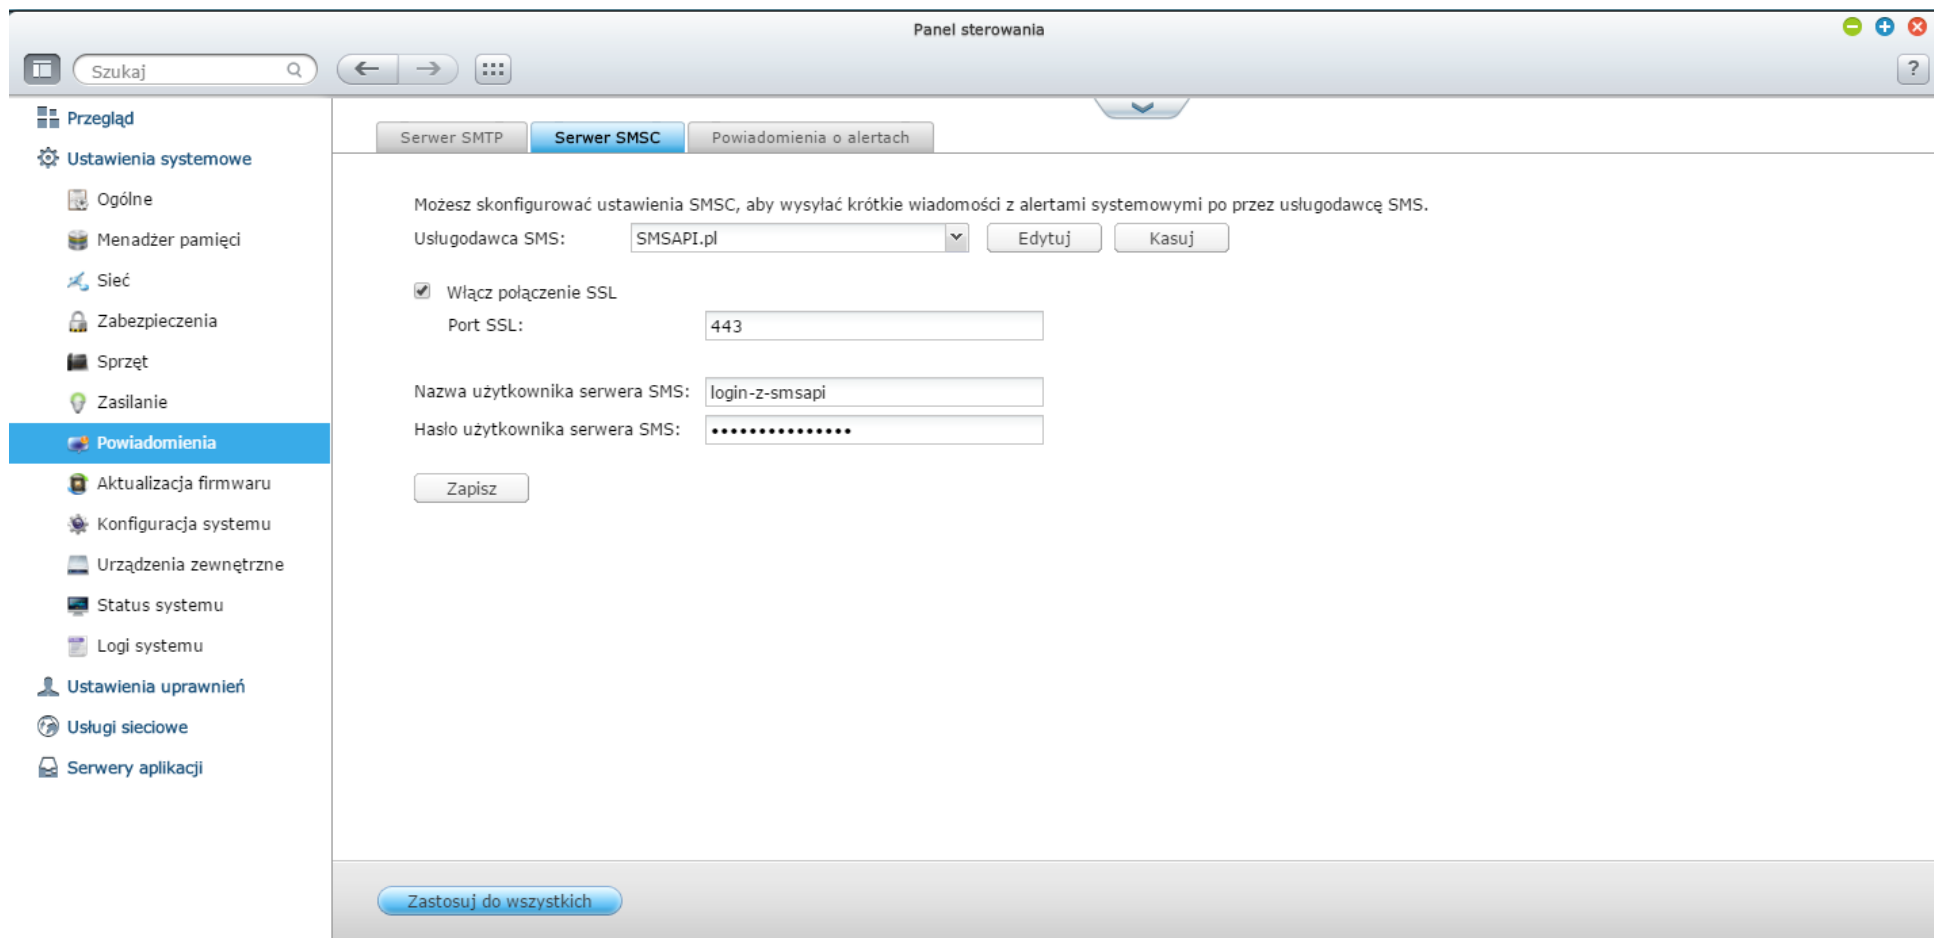 Panel sterowania
Szukaj
?
Przegląd
Ustawienia systemowe
Ogólne
Menadżer pamięci
Sieć
Zabezpieczenia
Sprzęt
Zasilanie
Powiadomienia
Aktualizacja firmwaru
Konfiguracja systemu
Urządzenia zewnętrzne
Status systemu
Logi systemu
Ustawienia uprawnień
Usługi sieciowe
Serwery aplikacji
Serwer SMTP Serwer SMSC Powiadomienia o alertach
Możesz skonfigurować ustawienia SMSC, aby wysyłać krótkie wiadomości z alertami systemowymi po przez usługodawcę SMS.
Usługodawca SMS: SMSAPI.pl Edytuj Kasuj
Włącz połączenie SSL
Port SSL: 443
Nazwa użytkownika serwera SMS: login-z-smsapi
Hasło użytkownika serwera SMS: •••••••••••••••
Zapisz
Zastosuj do wszystkich